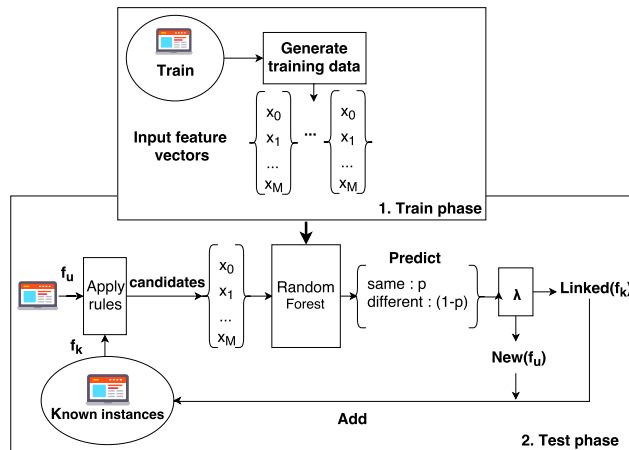 Train
Generate
training data
Input feature
vectors
x0
x1
...
xM
...
x0
x1
...
xM
1. Train phase
fu
Apply
rules
fk
candidates
x0
x1
...
xM
Random
Forest
Predict
same : p
different : (1-p)
λ
Linked(fk)
New(fu)
Known instances
Add
2. Test phase